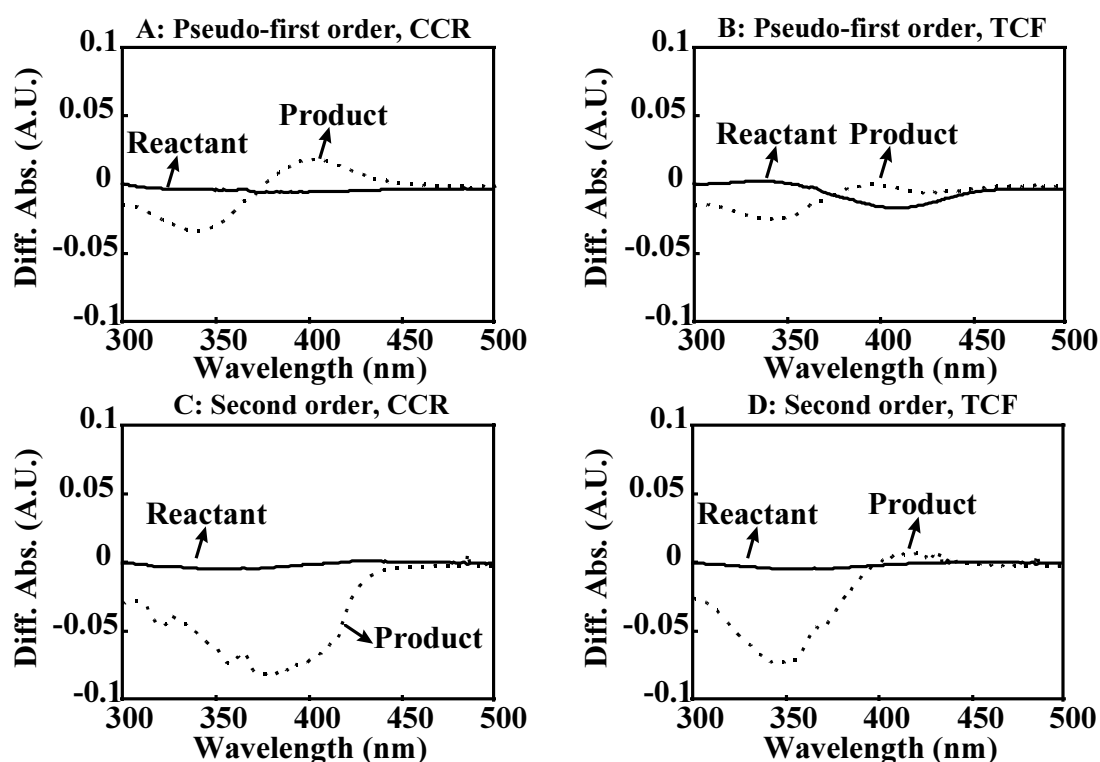 A: Pseudo-first order, CCR
0.1
0.05
0
-0.05
-0.1
Diff. Abs. (A.U.)
Reactant
Product
300 350 400 450 500
Wavelength (nm)
B: Pseudo-first order, TCF
0.1
0.05
0
-0.05
-0.1
Diff. Abs. (A.U.)
Reactant
Product
300 350 400 450 500
Wavelength (nm)
C: Second order, CCR
0.1
0.05
0
-0.05
-0.1
Diff. Abs. (A.U.)
Reactant
Product
300 350 400 450 500
Wavelength (nm)
D: Second order, TCF
0.1
0.05
0
-0.05
-0.1
Diff. Abs. (A.U.)
Reactant
Product
300 350 400 450 500
Wavelength (nm)